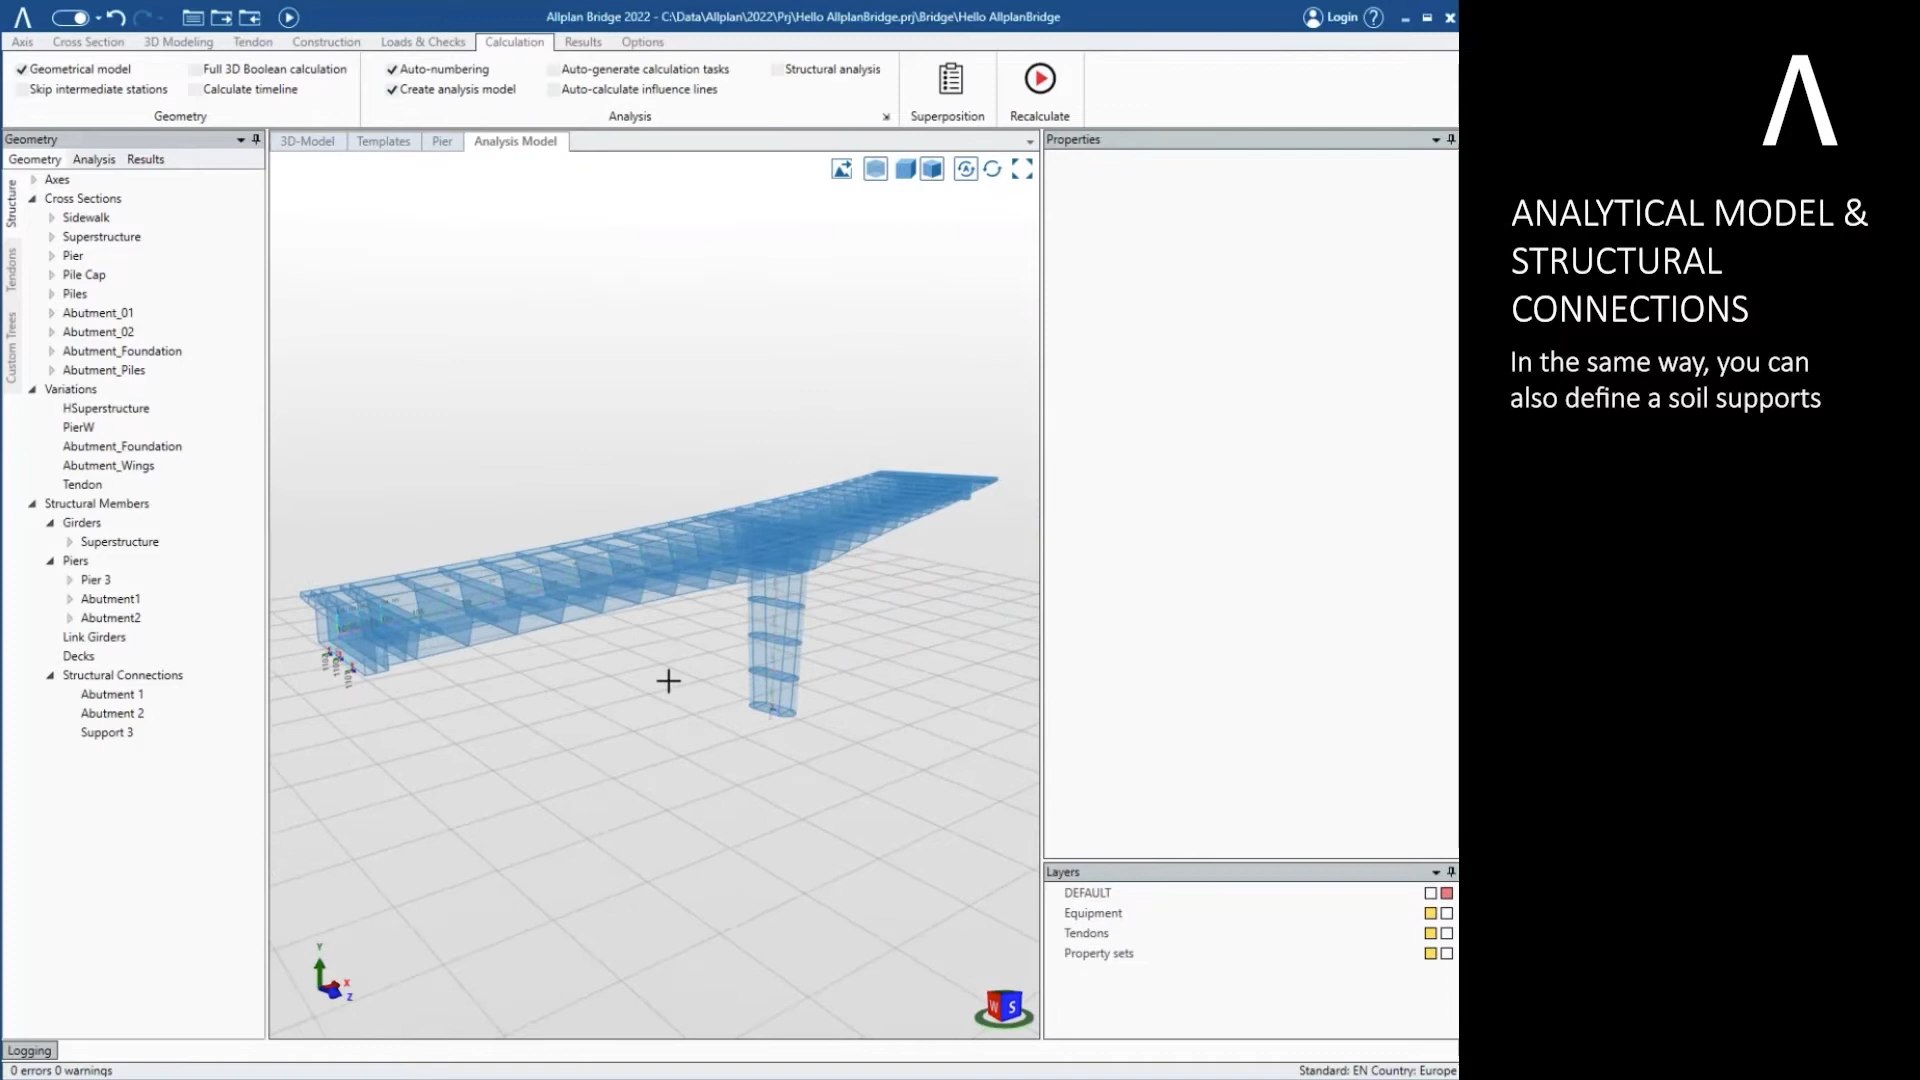 Allplan Bridge 2022 - C:\Data\Allplan\2022\Prj\Hello AllplanBridge.prj\Bridge\Hello AllplanBridge
Login
Axis Cross Section 3D Modeling Tendon Construction Loads & Checks Calculation Results Options
Geometrical model Full 3D Boolean calculation Auto-numbering Auto-generate calculation tasks Structural analysis
Skip intermediate stations Calculate timeline Create analysis model Auto-calculate influence lines
Geometry Analysis Superposition Recalculate
Geometry
Geometry Analysis Results
Structure
Tendons
Custom Trees
Axes
Cross Sections
Sidewalk
Superstructure
Pier
Pile Cap
Piles
Abutment_01
Abutment_02
Abutment_Foundation
Abutment_Piles
Variations
HSuperstructure
PierW
Abutment_Foundation
Abutment_Wings
Tendon
Structural Members
Girders
Superstructure
Piers
Pier 3
Abutment1
Abutment2
Link Girders
Decks
Structural Connections
Abutment 1
Abutment 2
Support 3
3D-Model Templates Pier Analysis Model
Y
X
Z
W S
Properties
Layers
DEFAULT
Equipment
Tendons
Property sets
Logging
0 errors 0 warnings
Standard: EN Country: Europe
ANALYTICAL MODEL &
STRUCTURAL
CONNECTIONS
In the same way, you can
also define a soil supports